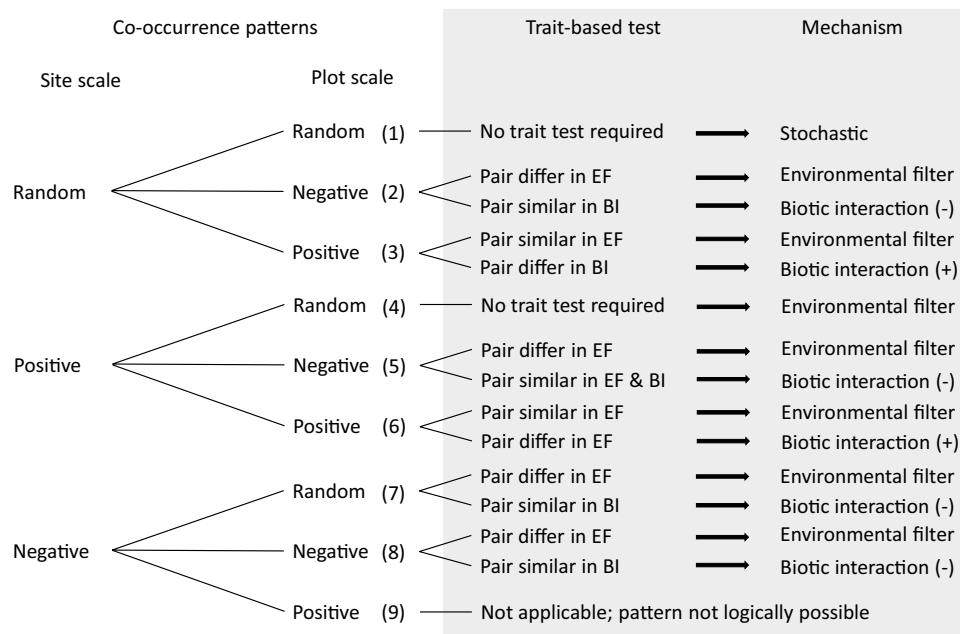 Co-occurrence patterns Trait-based test Mechanism
Site scale Plot scale
Random (1) No trait test required Stochastic
Pair differ in EF Environmental filter
Random Negative (2)
Pair similar in BI Biotic interaction (-)
Pair similar in EF Environmental filter
Positive (3)
Pair differ in BI Biotic interaction (+)
Random (4) No trait test required Environmental filter
Pair differ in EF Environmental filter
Positive Negative (5)
Pair similar in EF & BI Biotic interaction (-)
Pair similar in EF Environmental filter
Positive (6)
Pair differ in EF Biotic interaction (+)
Pair differ in EF Environmental filter
Random (7)
Pair similar in BI Biotic interaction (-)
Pair differ in EF Environmental filter
Negative Negative (8)
Pair similar in BI Biotic interaction (-)
Positive (9) Not applicable; pattern not logically possible